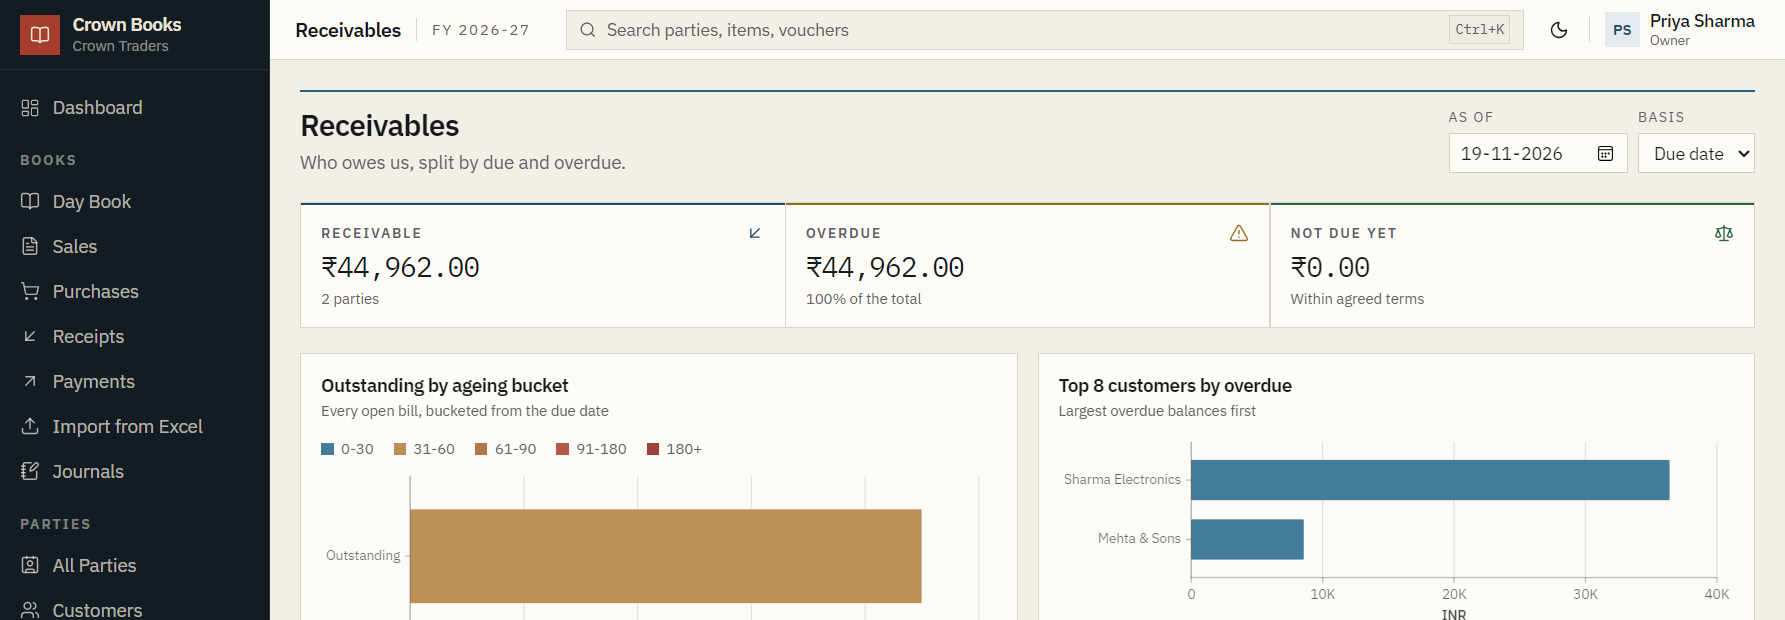 Crown Books
Crown Traders
Dashboard
BOOKS
Day Book
Sales
Purchases
Receipts
Payments
Import from Excel
Journals
PARTIES
All Parties
Customers
Receivables
FY 2026-27
Search parties, items, vouchers
Ctrl+K
PS
Priya Sharma
Owner
Receivables
Who owes us, split by due and overdue.
AS OF
19-11-2026
BASIS
Due date
RECEIVABLE
₹44,962.00
2 parties
OVERDUE
₹44,962.00
100% of the total
NOT DUE YET
₹0.00
Within agreed terms
Outstanding by ageing bucket
Every open bill, bucketed from the due date
0-30 31-60 61-90 91-180 180+
Outstanding
Top 8 customers by overdue
Largest overdue balances first
Sharma Electronics
Mehta & Sons
0 10K 20K 30K 40K
INR